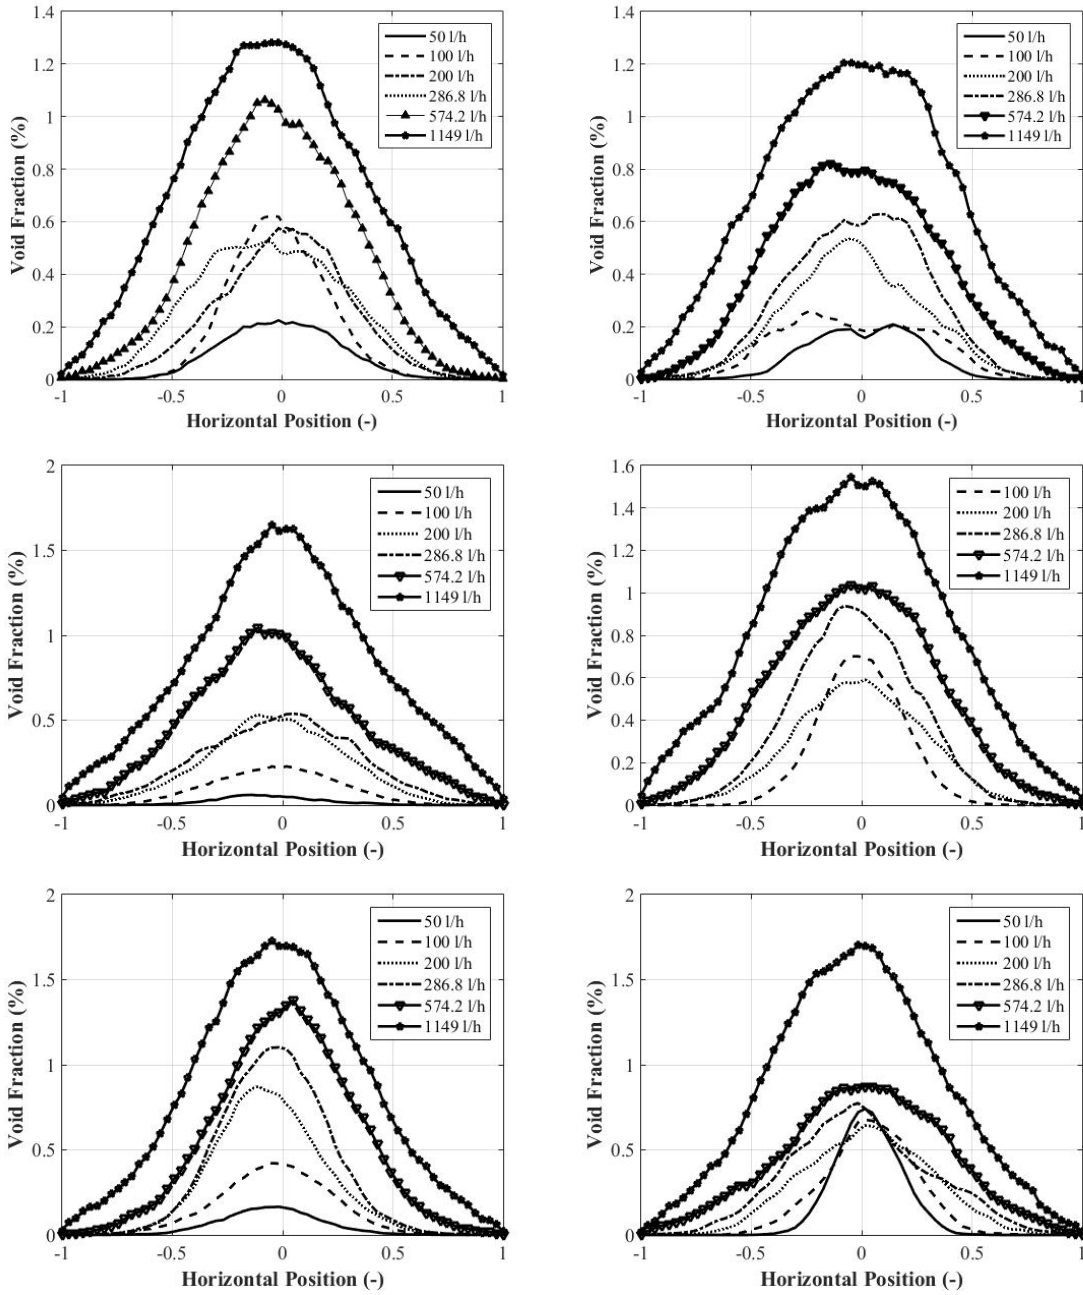 1.4
1.2
1
0.8
0.6
0.4
0.2
0
-1
-0.5
0
0.5
1
Void Fraction (%)
Horizontal Position (-)
50 l/h
100 l/h
200 l/h
286.8 l/h
574.2 l/h
1149 l/h
1.4
1.2
1
0.8
0.6
0.4
0.2
0
-1
-0.5
0
0.5
1
Void Fraction (%)
Horizontal Position (-)
50 l/h
100 l/h
200 l/h
286.8 l/h
574.2 l/h
1149 l/h
2
1.5
1
0.5
0
-1
-0.5
0
0.5
1
Void Fraction (%)
Horizontal Position (-)
50 l/h
100 l/h
200 l/h
286.8 l/h
574.2 l/h
1149 l/h
1.6
1.4
1.2
1
0.8
0.6
0.4
0.2
0
-1
-0.5
0
0.5
1
Void Fraction (%)
Horizontal Position (-)
100 l/h
200 l/h
286.8 l/h
574.2 l/h
1149 l/h
2
1.5
1
0.5
0
-1
-0.5
0
0.5
1
Void Fraction (%)
Horizontal Position (-)
50 l/h
100 l/h
200 l/h
286.8 l/h
574.2 l/h
1149 l/h
2
1.5
1
0.5
0
-1
-0.5
0
0.5
1
Void Fraction (%)
Horizontal Position (-)
50 l/h
100 l/h
200 l/h
286.8 l/h
574.2 l/h
1149 l/h